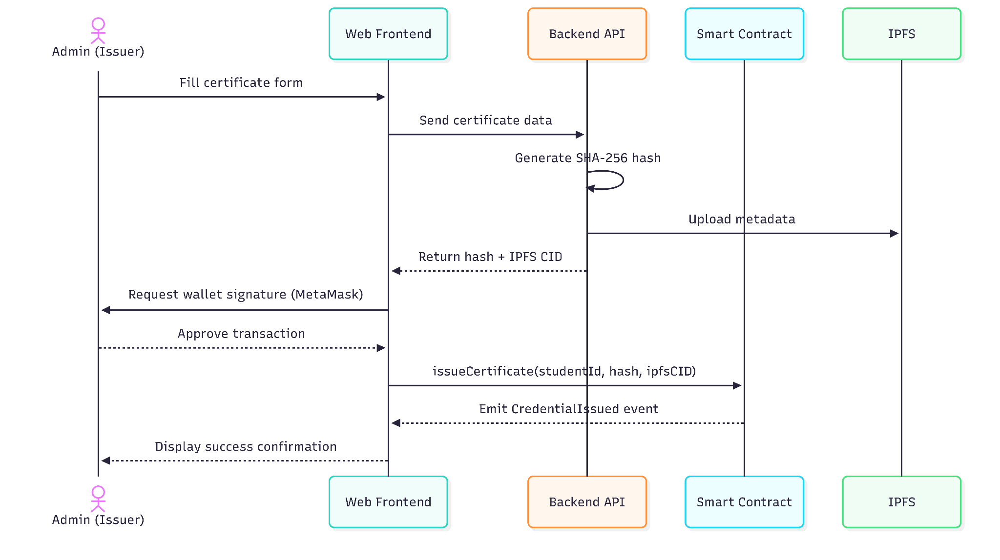 Admin (Issuer)
Web Frontend
Backend API
Smart Contract
IPFS
Fill certificate form
Send certificate data
Generate SHA-256 hash
Upload metadata
Return hash + IPFS CID
Request wallet signature (MetaMask)
Approve transaction
issueCertificate(studentId, hash, ipfsCID)
Emit CredentialIssued event
Display success confirmation
Admin (Issuer)
Web Frontend
Backend API
Smart Contract
IPFS